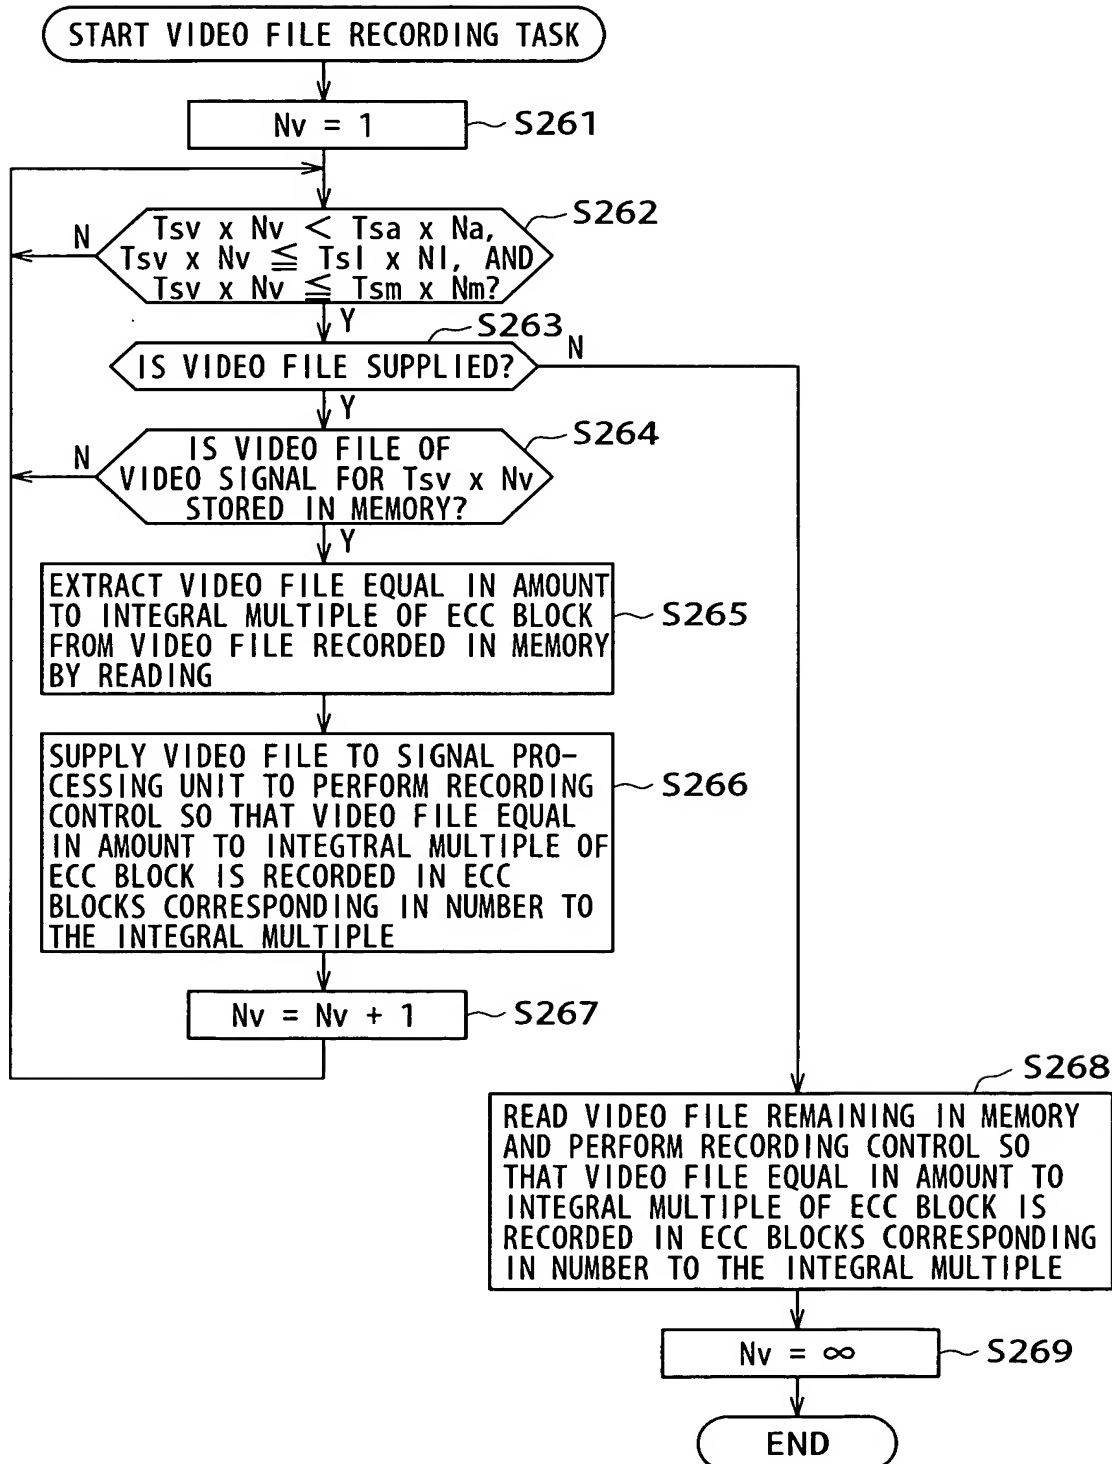 START VIDEO FILE RECORDING TASK
Nv = 1
S261
Tsv x Nv < Tsa x Na,
Tsv x Nv ≦ Tsl x Nl, AND
Tsv x Nv ≦ Tsm x Nm?
S262
N
Y
S263
IS VIDEO FILE SUPPLIED?
N
Y
S264
IS VIDEO FILE OF
VIDEO SIGNAL FOR Tsv x Nv
STORED IN MEMORY?
N
Y
EXTRACT VIDEO FILE EQUAL IN AMOUNT
TO INTEGRAL MULTIPLE OF ECC BLOCK
FROM VIDEO FILE RECORDED IN MEMORY
BY READING
S265
SUPPLY VIDEO FILE TO SIGNAL PRO-
CESSING UNIT TO PERFORM RECORDING
CONTROL SO THAT VIDEO FILE EQUAL
IN AMOUNT TO INTEGTRAL MULTIPLE OF
ECC BLOCK IS RECORDED IN ECC
BLOCKS CORRESPONDING IN NUMBER TO
THE INTEGRAL MULTIPLE
S266
Nv = Nv + 1
S267
S268
READ VIDEO FILE REMAINING IN MEMORY
AND PERFORM RECORDING CONTROL SO
THAT VIDEO FILE EQUAL IN AMOUNT TO
INTEGRAL MULTIPLE OF ECC BLOCK IS
RECORDED IN ECC BLOCKS CORRESPONDING
IN NUMBER TO THE INTEGRAL MULTIPLE
Nv = ∞
S269
END